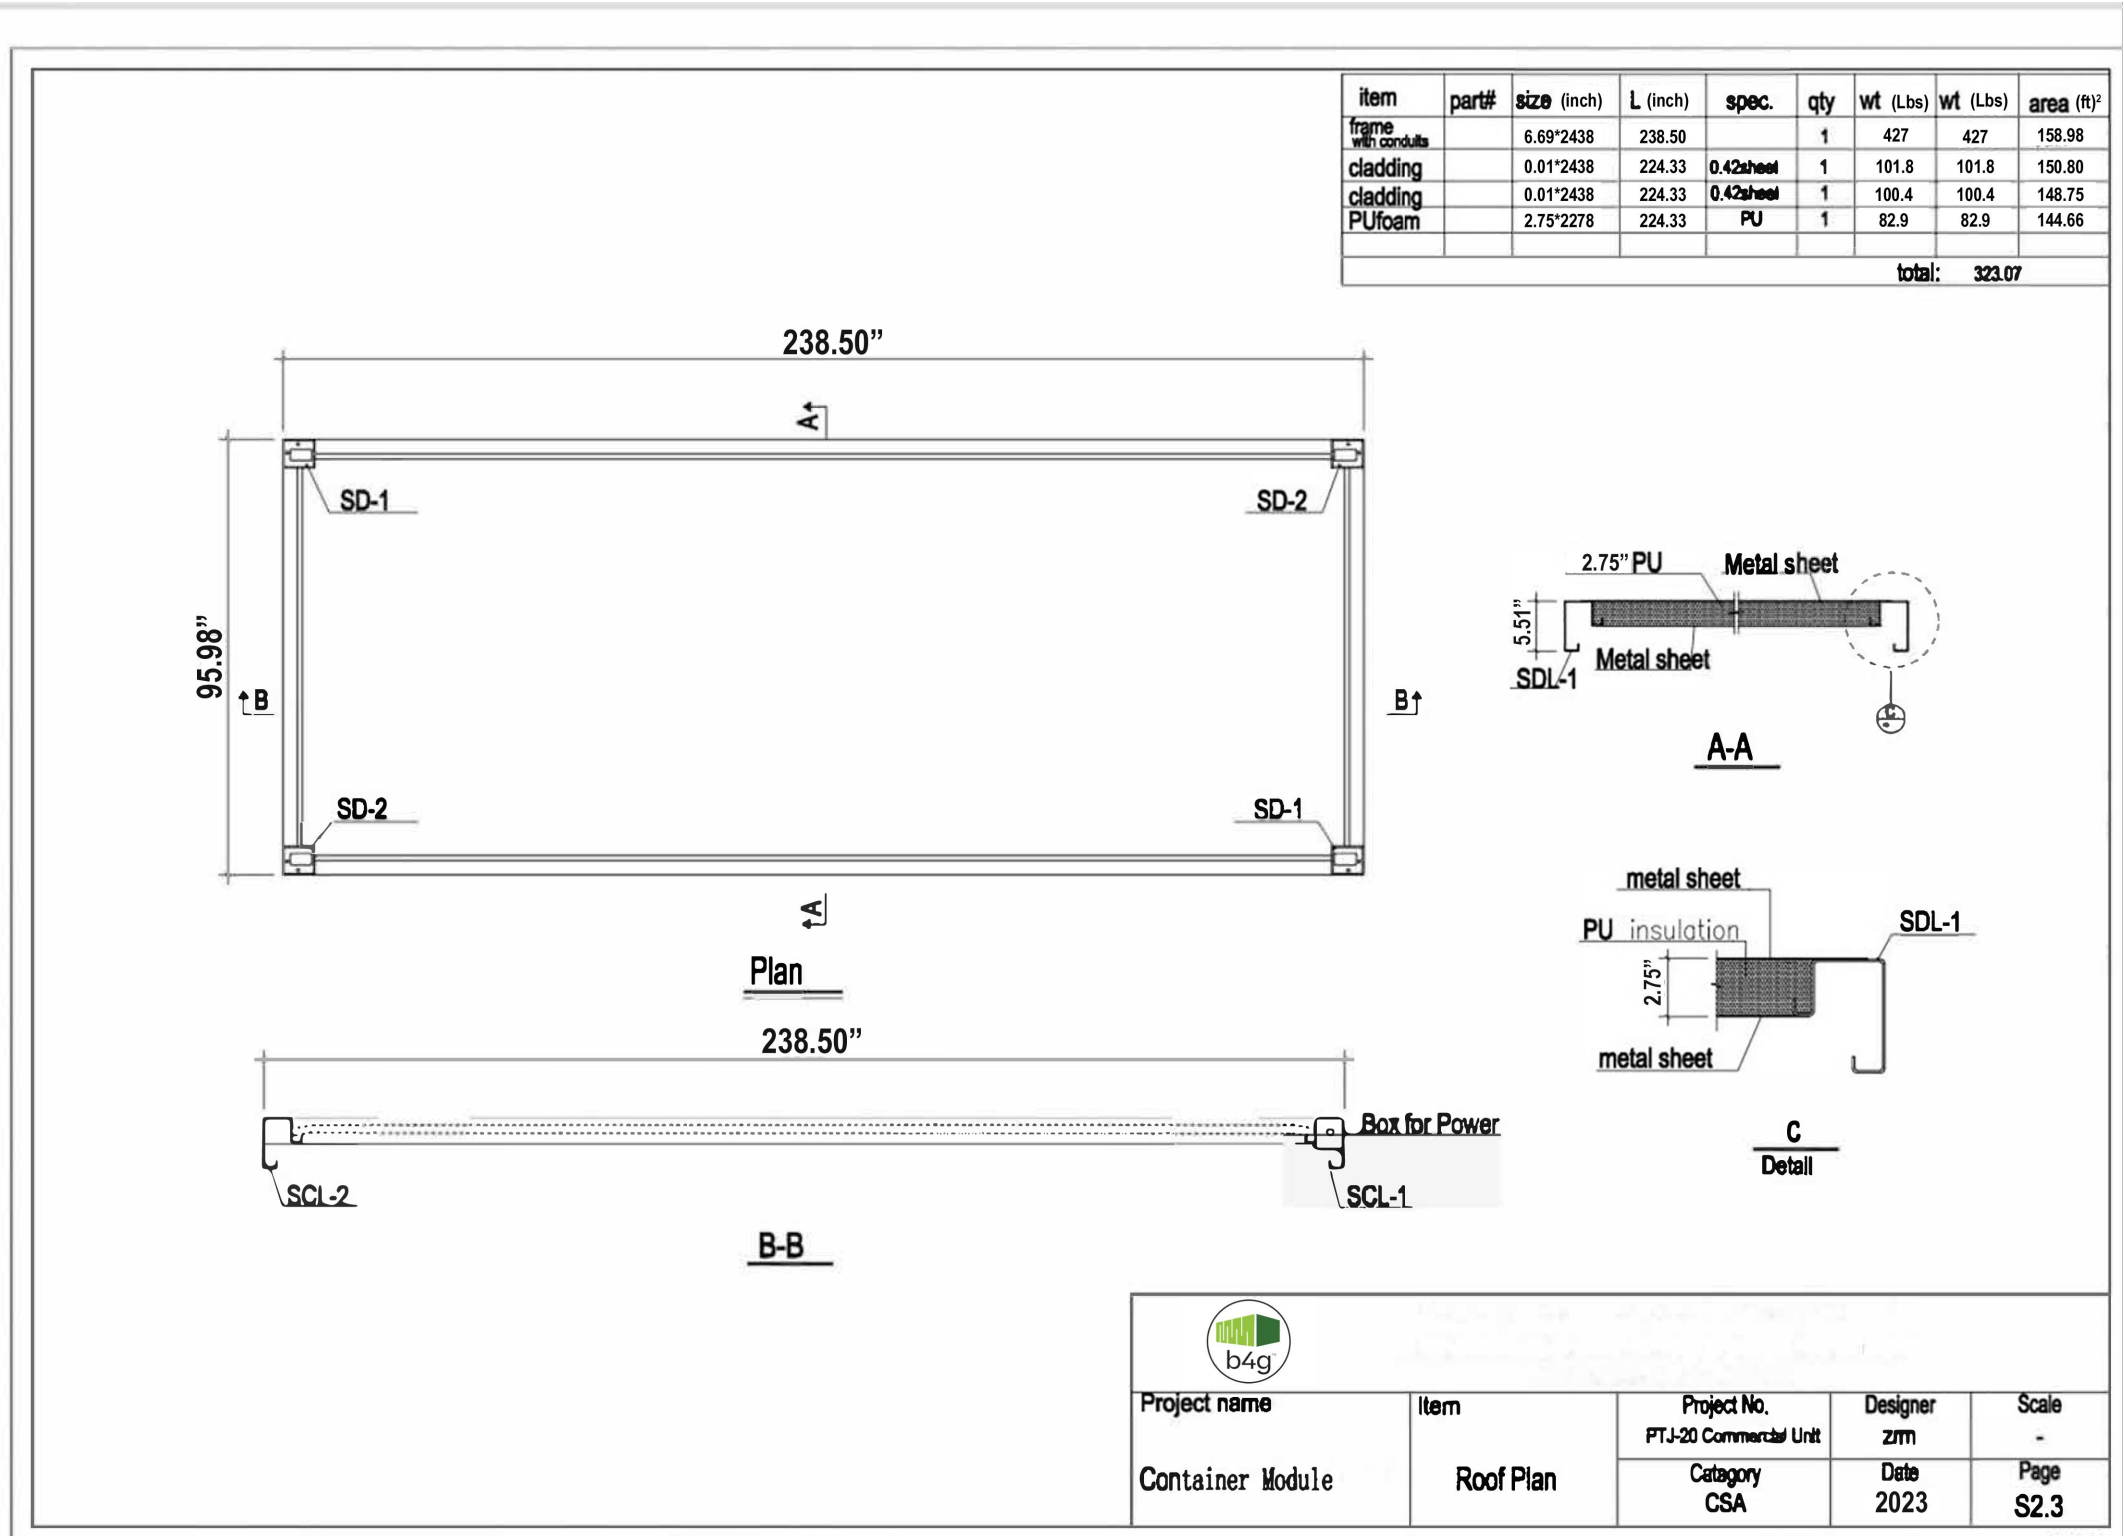 item part# size (inch) L (inch) spec. qty wt (Lbs) wt (Lbs) area (ft)²
frame
with conduits 6.69*2438 238.50 1 427 427 158.98
cladding 0.01*2438 224.33 0.42sheet 1 101.8 101.8 150.80
cladding 0.01*2438 224.33 0.42sheet 1 100.4 100.4 148.75
PUfoam 2.75*2278 224.33 PU 1 82.9 82.9 144.66
total: 323.07
238.50”
A
SD-1
SD-2
95.98”
B
B
SD-2
SD-1
A
Plan
2.75” PU
Metal sheet
5.51”
Metal sheet
SDL-1
C
A-A
metal sheet
PU insulation
SDL-1
2.75”
metal sheet
C
Detail
238.50”
Box for Power
SCL-2
SCL-1
B-B
b4g
Project name
Container Module
Item
Roof Plan
Project No.
PTJ-20 Commercial Unit
Designer
zm
Scale
-
Catagory
CSA
Date
2023
Page
S2.3